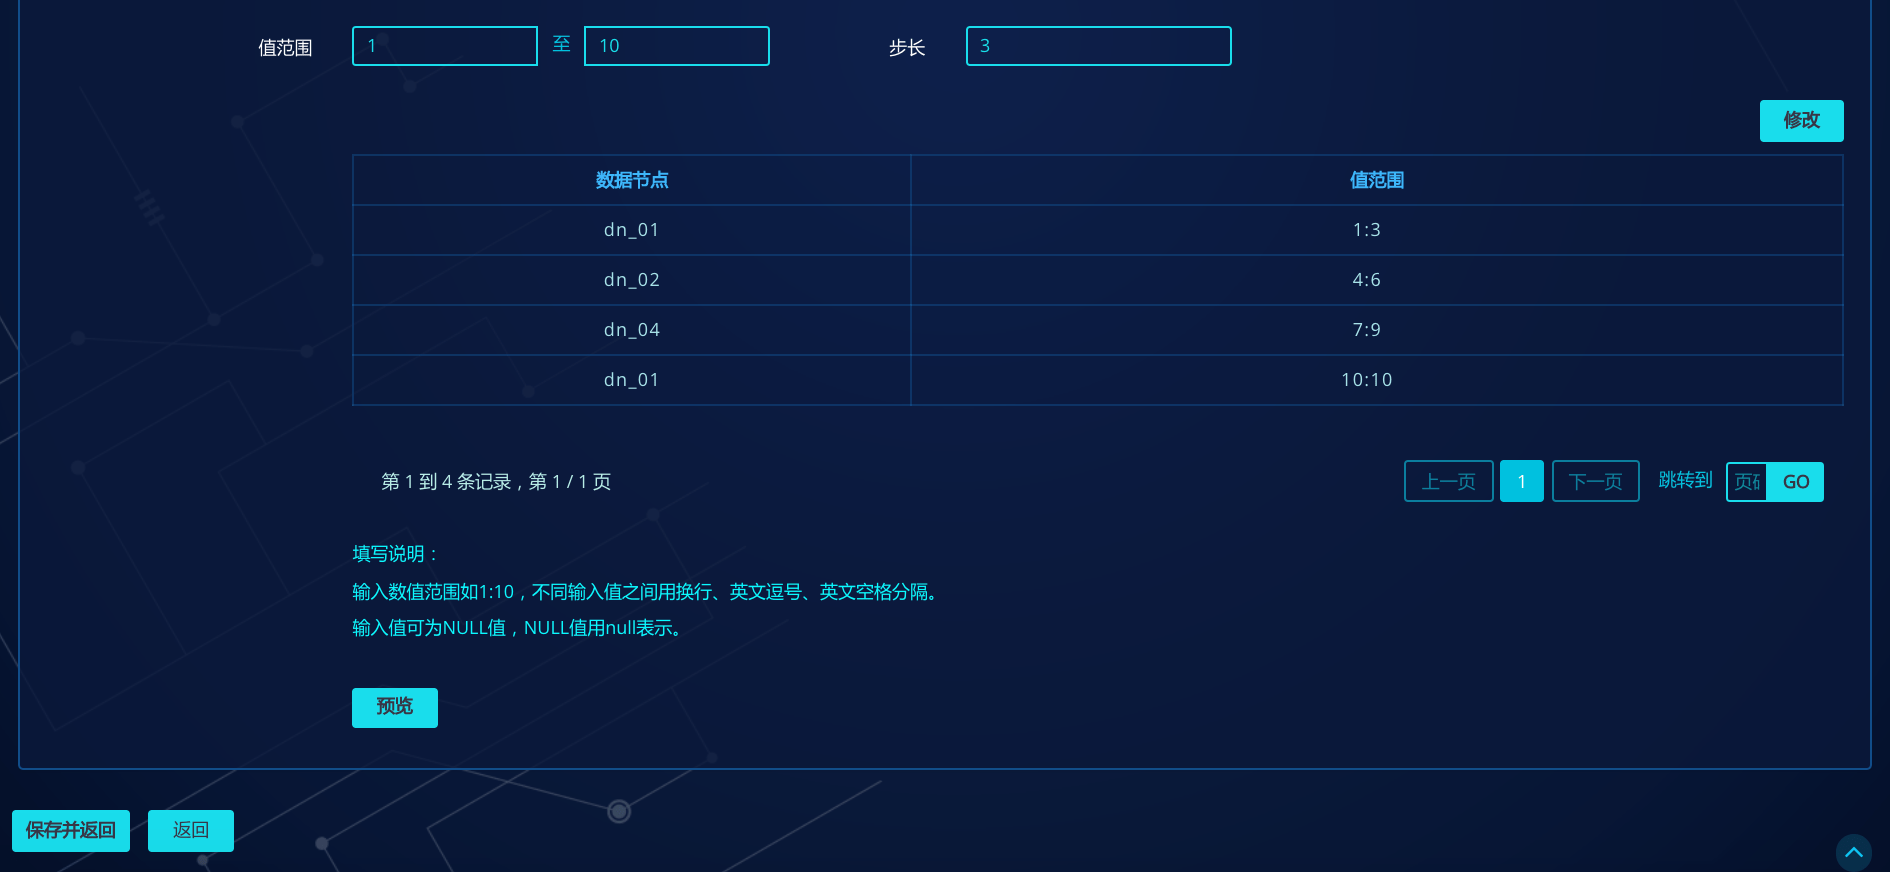 值范围 1 至 10 步长 3
修改
数据节点 值范围
dn_01 1:3
dn_02 4:6
dn_04 7:9
dn_01 10:10
第 1 到 4 条记录，第 1 / 1 页 上一页 1 下一页 跳转到 页 GO
填写说明：
输入数值范围如1:10，不同输入值之间用换行、英文逗号、英文空格分隔。
输入值可为NULL值，NULL值用null表示。
预览
保存并返回 返回